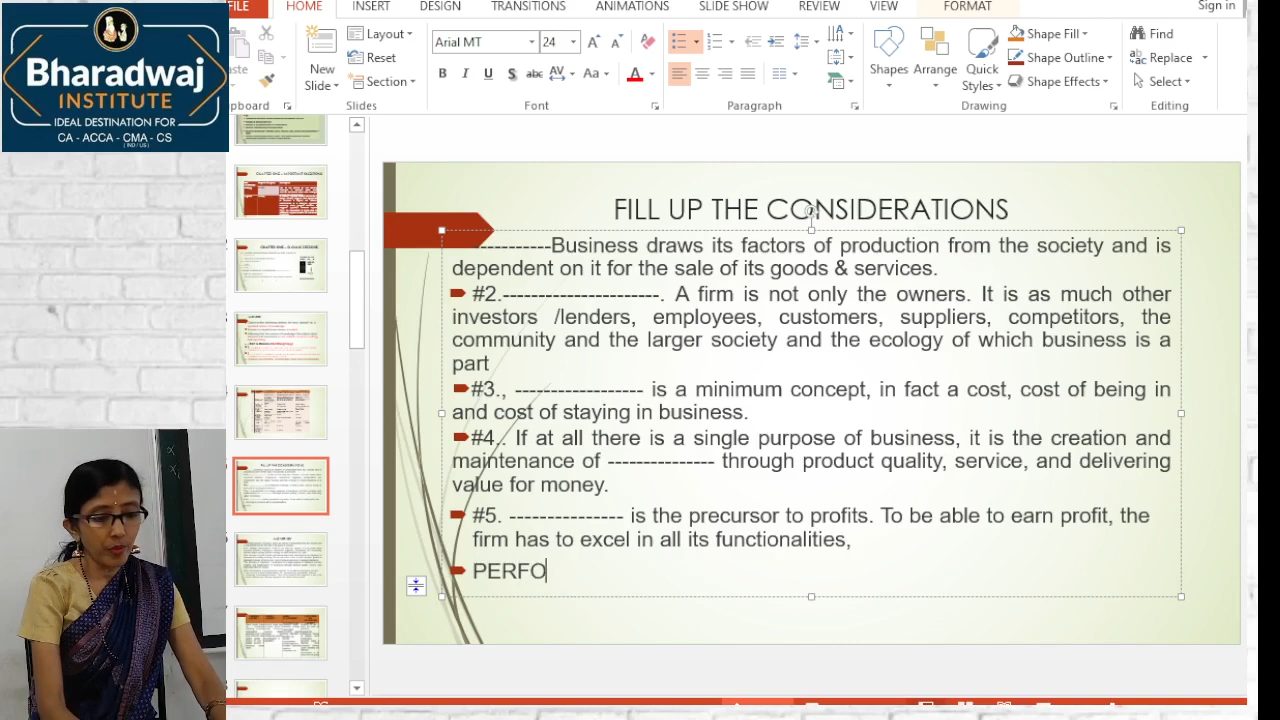 Bharadwaj
INSTITUTE
IDEAL DESTINATION FOR
CA - ACCA - CMA - CS
( IND / US )
FILE HOME INSERT DESIGN TRANSITIONS ANIMATIONS SLIDE SHOW REVIEW VIEW FORMAT Sign in
New
Slide
Layout
Reset
Section
Arial MT 24
Shapes Arrange Quick
Styles
Shape Fill
Shape Outline
Shape Effects
Find
Replace
Select
Slides Font Paragraph Drawing Editing
FILL UP THE CONSIDERATIONS
-----------Business draws its factors of production from the society and is
dependent on it for the sale of its goods & services.
#2.----------------------. A firm is not only the owners. It is as much other
investors /lenders, employees, customers, suppliers, competitors, the
community and the larger society and the ecology of which business is a
part
#3., ------------------ is a minimum concept, in fact a cost, cost of being in
and cost of staying in business.
#4.. If at all there is a single purpose of business, it is the creation and
maintenance of --------------- through product quality, service, and delivering
value for money.
#5. ---------------- is the precursor to profits. To be able to earn profit, the
firm has to excel in all its functionalities,
PERFO